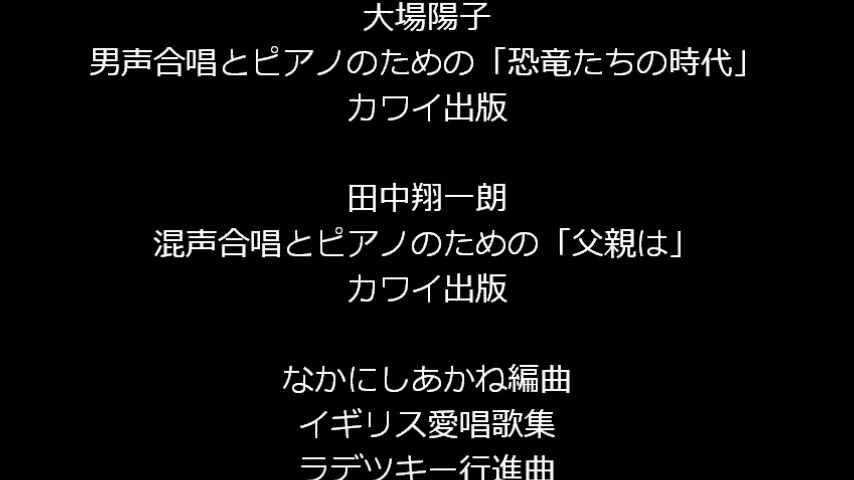 大場陽子
男声合唱とピアノのための「恐竜たちの時代」
カワイ出版
田中翔一朗
混声合唱とピアノのための「父親は」
カワイ出版
なかにしあかね編曲
イギリス愛唱歌集
ラデツキー行進曲